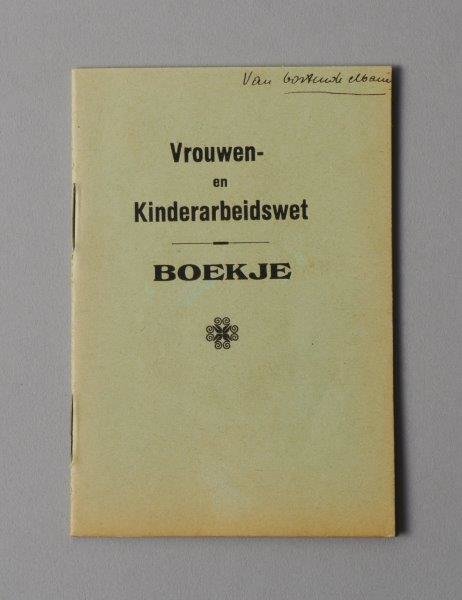 Van
Vrouwen-
en
Kinderarbeidswet
BOEKJE